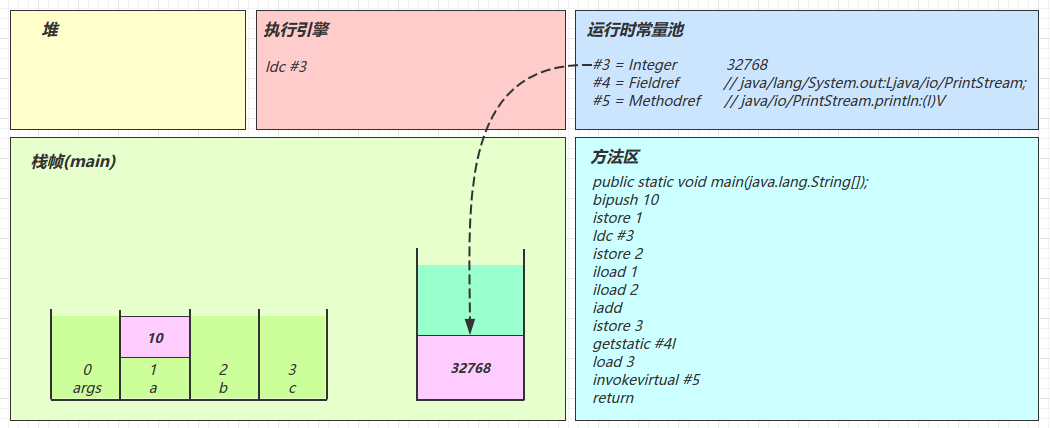 堆
执行引擎
ldc #3
运行时常量池
#3 = Integer 32768
#4 = Fieldref // java/lang/System.out:Ljava/io/PrintStream;
#5 = Methodref // java/io/PrintStream.println:(I)V
栈帧(main)
10
0 1 2 3
args a b c
32768
方法区
public static void main(java.lang.String[]);
bipush 10
istore 1
ldc #3
istore 2
iload 1
iload 2
iadd
istore 3
getstatic #4I
load 3
invokevirtual #5
return